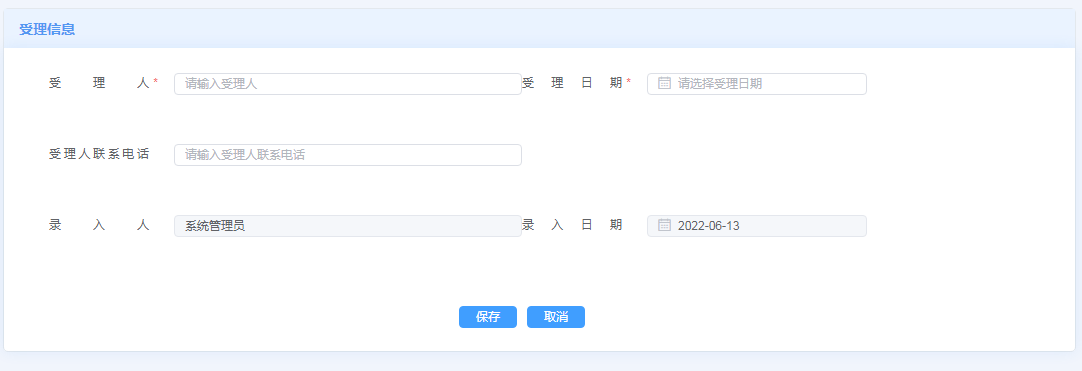 受理信息
受理人* 请输入受理人 受理日期* 请选择受理日期
受理人联系电话 请输入受理人联系电话
录入人 系统管理员 录入日期 2022-06-13
保存 取消